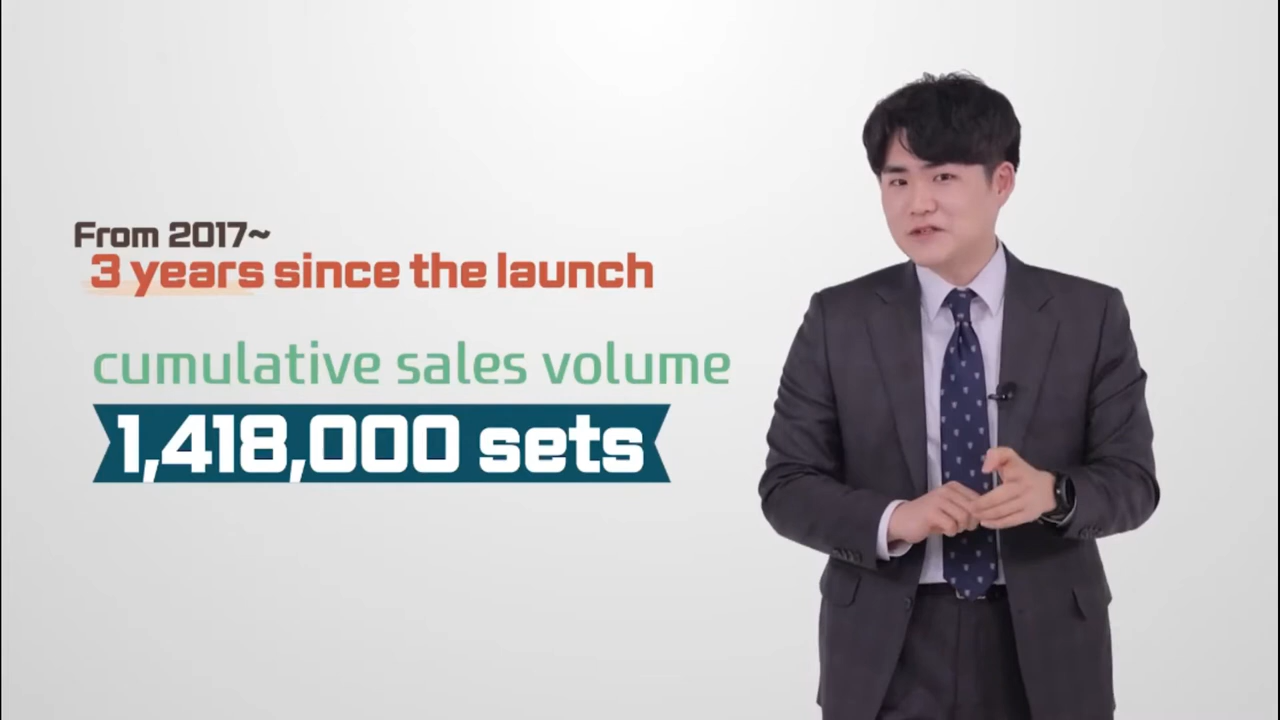 From 2017~
3 years since the launch
cumulative sales volume
1,418,000 sets